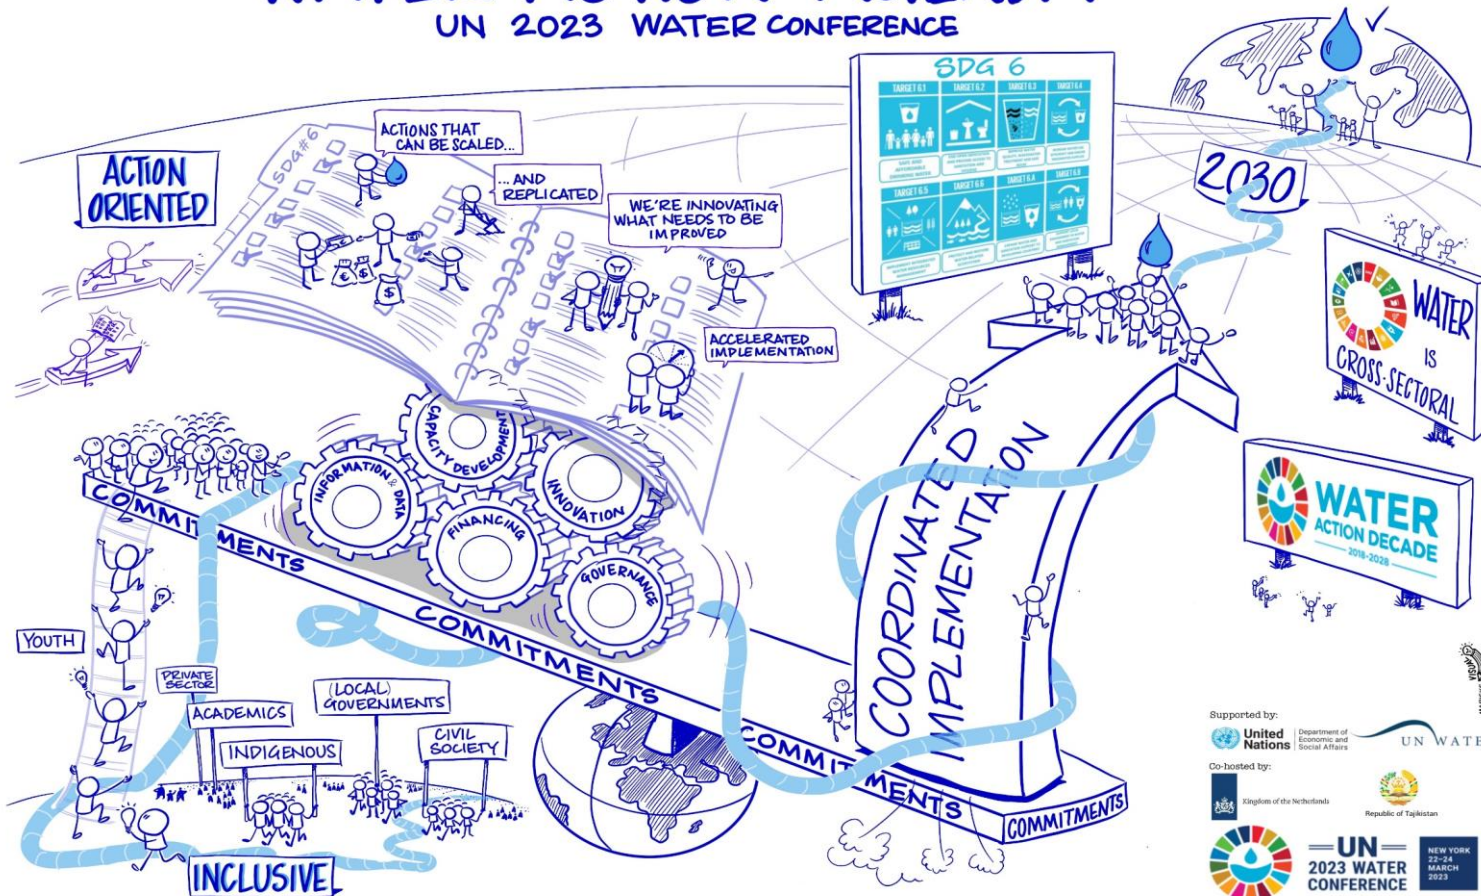 UN 2023 WATER CONFERENCE
ACTION
ORIENTED
SDG#6
ACTIONS THAT
CAN BE SCALED...
... AND
REPLICATED
WE'RE INNOVATING
WHAT NEEDS TO BE
IMPROVED
ACCELERATED
IMPLEMENTATION
SDG 6
TARGET 6.1
TARGET 6.2
TARGET 6.3
TARGET 6.4
SAFE AND
AFFORDABLE
DRINKING WATER
TARGET 6.5
TARGET 6.6
TARGET 6.A
TARGET 6.B
2030
WATER
IS
CROSS-SECTORAL
WATER
ACTION DECADE
2018-2028
CAPACITY DEVELOPMENT
INFORMATION & DATA
INNOVATION
FINANCING
GOVERNANCE
COMMITMENTS
COMMITMENTS
COMMITMENTS
COMMITMENTS
COORDINATED
IMPLEMENTATION
YOUTH
PRIVATE
SECTOR
ACADEMICS
INDIGENOUS
(LOCAL)
GOVERNMENTS
CIVIL
SOCIETY
INCLUSIVE
Supported by:
United
Nations
Department of
Economic and
Social Affairs
UN WATE
Co-hosted by:
Kingdom of the Netherlands
Republic of Tajikistan
UN
2023 WATER
CONFERENCE
NEW YORK
22-24
MARCH
2023